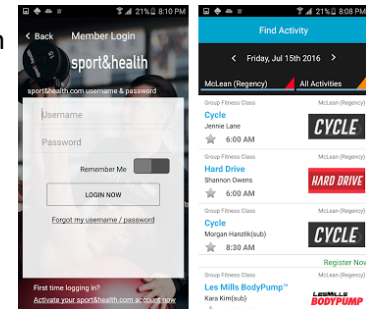 n
21% 8:10 PM
Back Member Login
sport&health
sport&health.com username & password
Username
Password
Remember Me
LOGIN NOW
Forgot my username / password
First time logging in?
Activate your sport&health.com account now
21% 8:08 PM
Find Activity
< Friday, Jul 15th 2016 >
McLean (Regency) All Activities
Group Fitness Class McLean (Regency)
Cycle
Jennie Lane
6:00 AM
CYCLE
Group Fitness Class McLean (Regency)
Hard Drive
Shannon Owens
6:00 AM
HARD DRIVE
Group Fitness Class McLean (Regency)
Cycle
Morgan Hanzlik(sub)
8:30 AM
CYCLE
Register Now
Group Fitness Class McLean (Regency)
Les Mills BodyPump™
Kara Kim(sub)
LESMILLS
BODYPUMP